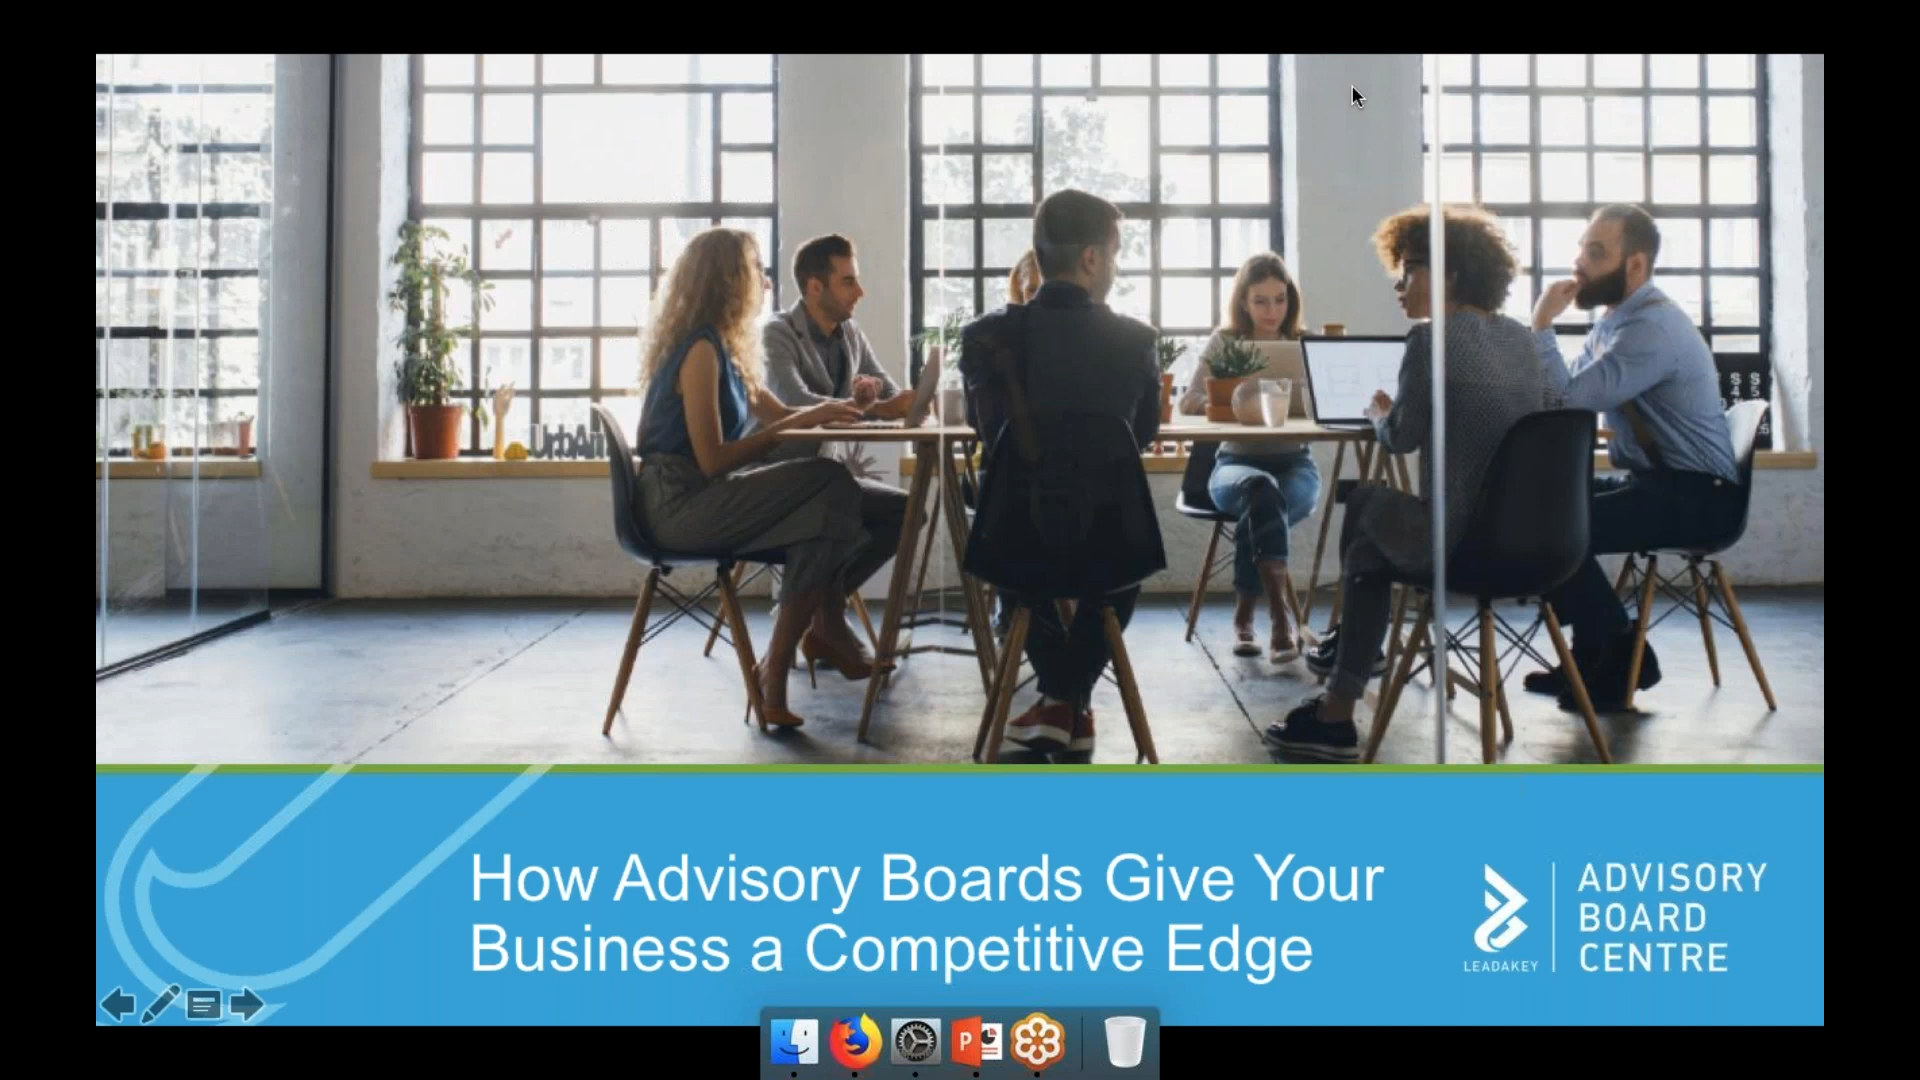 How Advisory Boards Give Your
Business a Competitive Edge
ADVISORY
BOARD
CENTRE
LEADAKEY
P